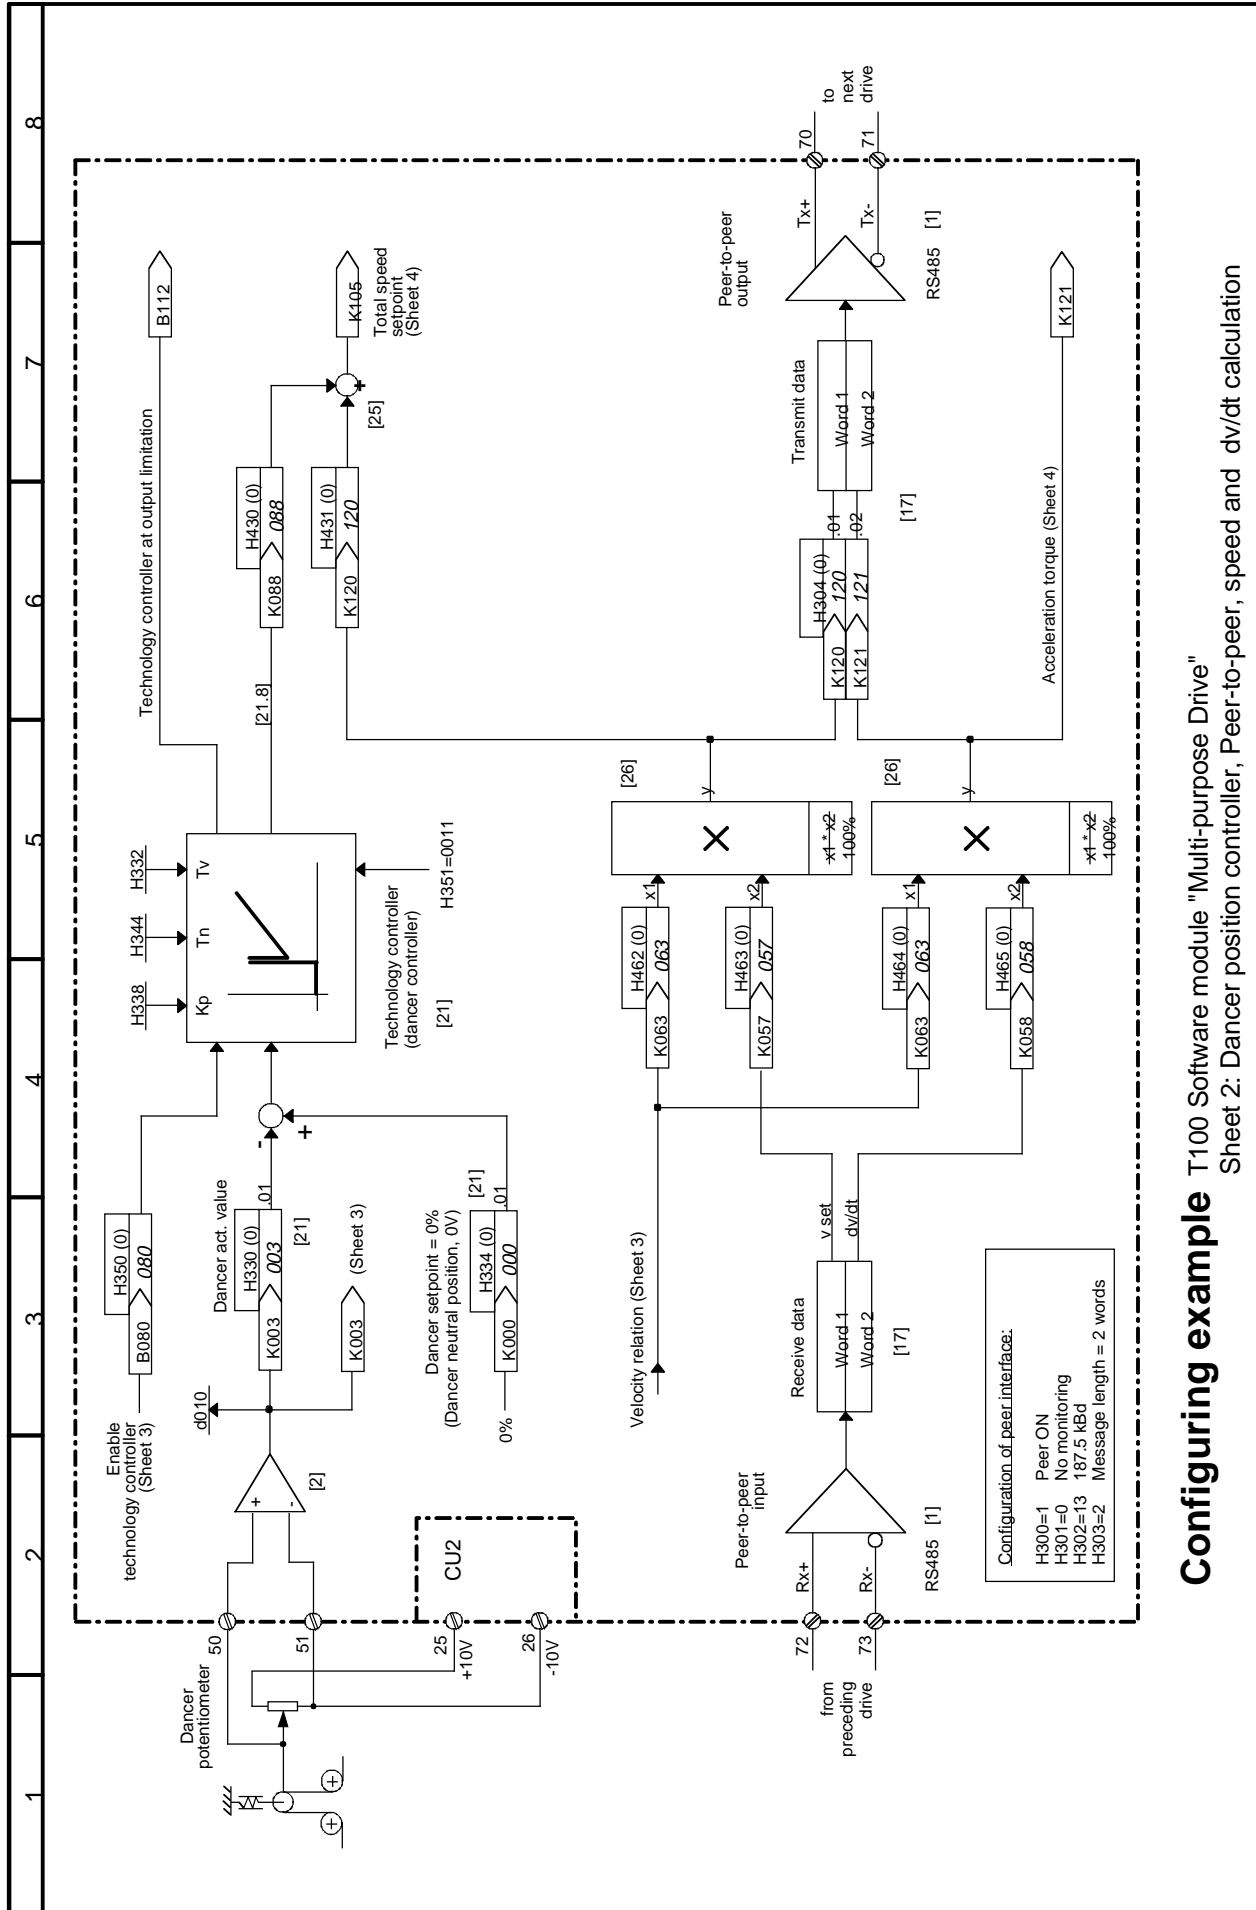 1 2 3 4 5 6 7 8
Enable
technology controller
(Sheet 3)
B080
H350 (0)
080
H338
H344
H332
Kp
Tn
Tv
Technology controller at output limitation
B112
Dancer
potentiometer
50
51
25
+10V
26
-10V
CU2
+
-
[2]
d010
Dancer act. value
K003
H330 (0)
003
.01
[21]
K003
(Sheet 3)
-
+
Dancer setpoint = 0%
(Dancer neutral position, 0V)
0%
K000
H334 (0)
000
[21]
.01
Technology controller
(dancer controller)
[21]
H351=0011
[21.8]
K088
H430 (0)
088
K120
H431 (0)
120
+
[25]
K105
Total speed
setpoint
(Sheet 4)
Velocity relation (Sheet 3)
K063
H462 (0)
063
x1
K057
H463 (0)
057
x2
x1 * x2
100%
y
[26]
K063
H464 (0)
063
x1
K058
H465 (0)
058
x2
x1 * x2
100%
y
[26]
from
preceding
drive
72
73
Rx+
Rx-
Peer-to-peer
input
RS485 [1]
Receive data
Word 1
Word 2
[17]
v set
dv/dt
K120
K121
H304 (0)
120
121
.01
.02
[17]
Transmit data
Word 1
Word 2
Peer-to-peer
output
RS485 [1]
Tx+
Tx-
70
71
to
next
drive
Acceleration torque (Sheet 4)
K121
Configuration of peer interface:
H300=1 Peer ON
H301=0 No monitoring
H302=13 187.5 kBd
H303=2 Message length = 2 words
Configuring example T100 Software module "Multi-purpose Drive"
Sheet 2: Dancer position controller, Peer-to-peer, speed and dv/dt calculation